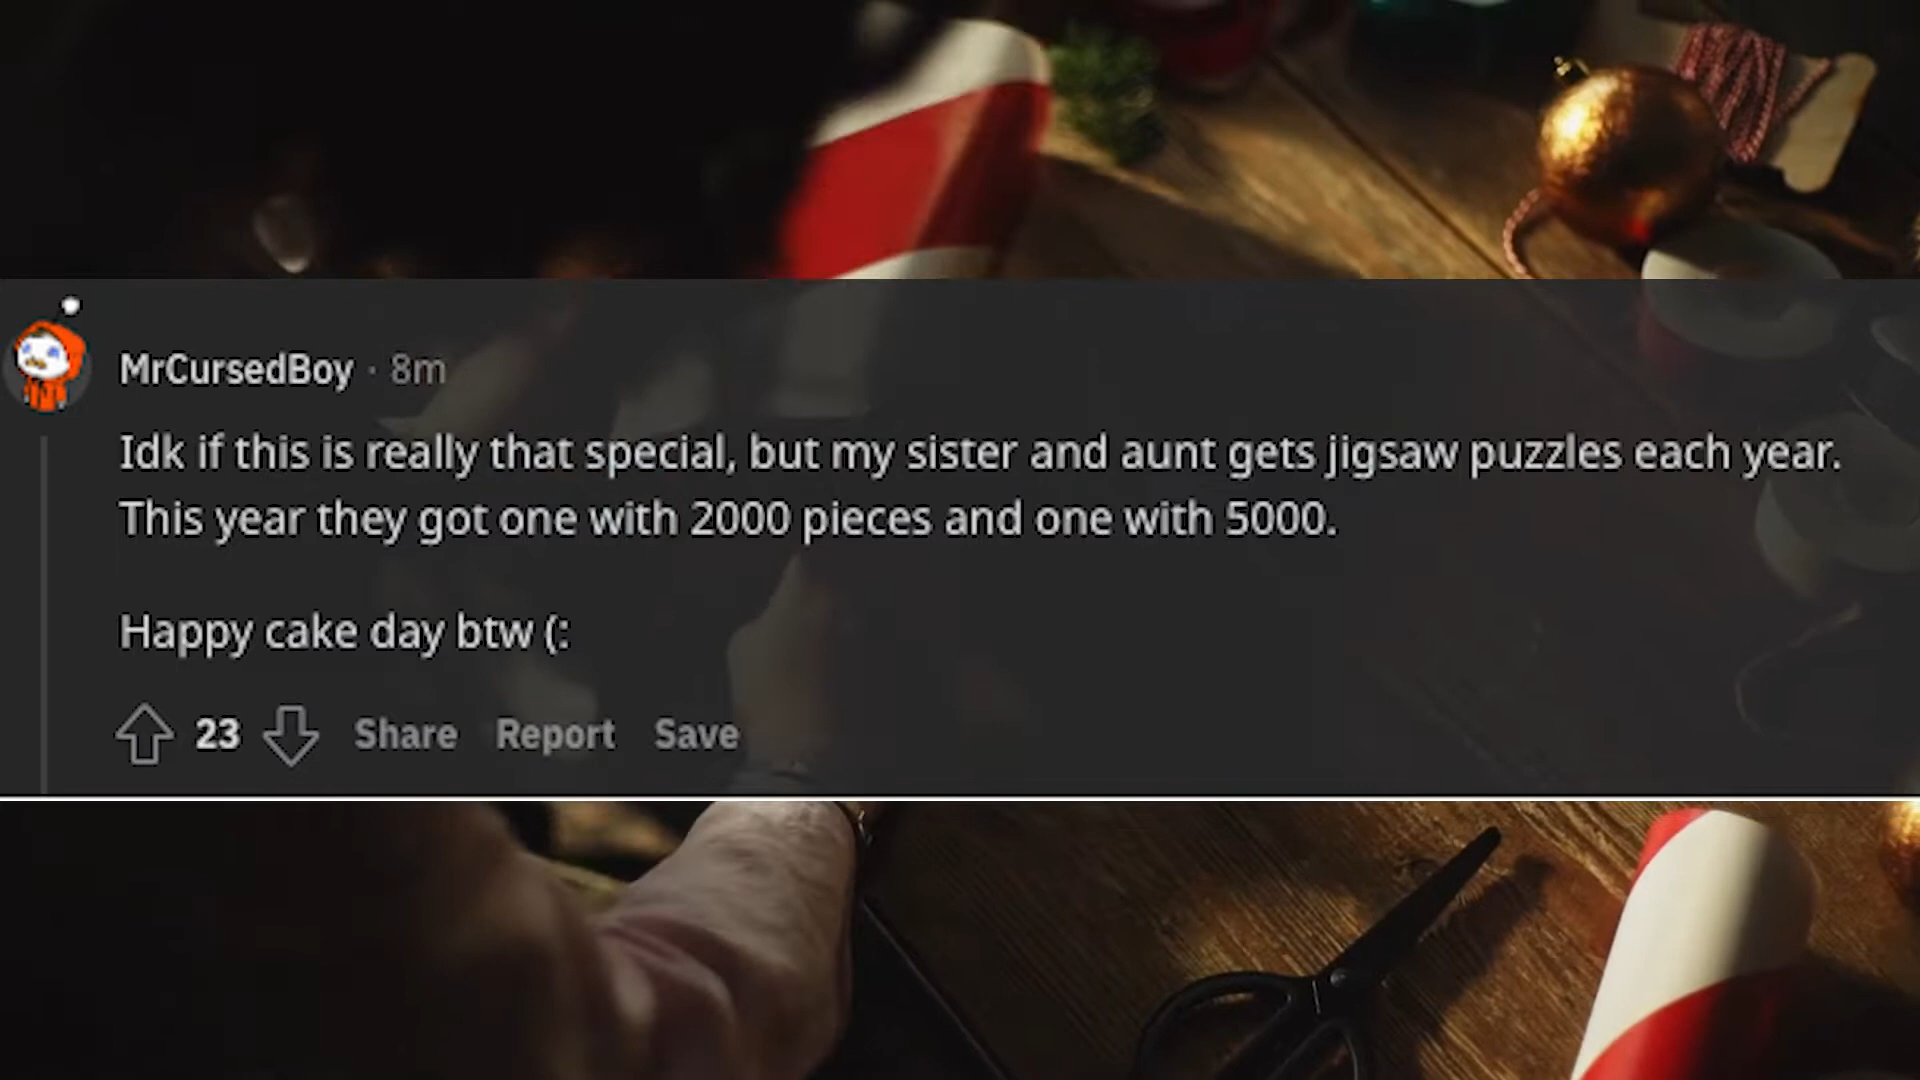 MrCursedBoy · 8m
Idk if this is really that special, but my sister and aunt gets jigsaw puzzles each year.
This year they got one with 2000 pieces and one with 5000.
Happy cake day btw (:
23 Share Report Save